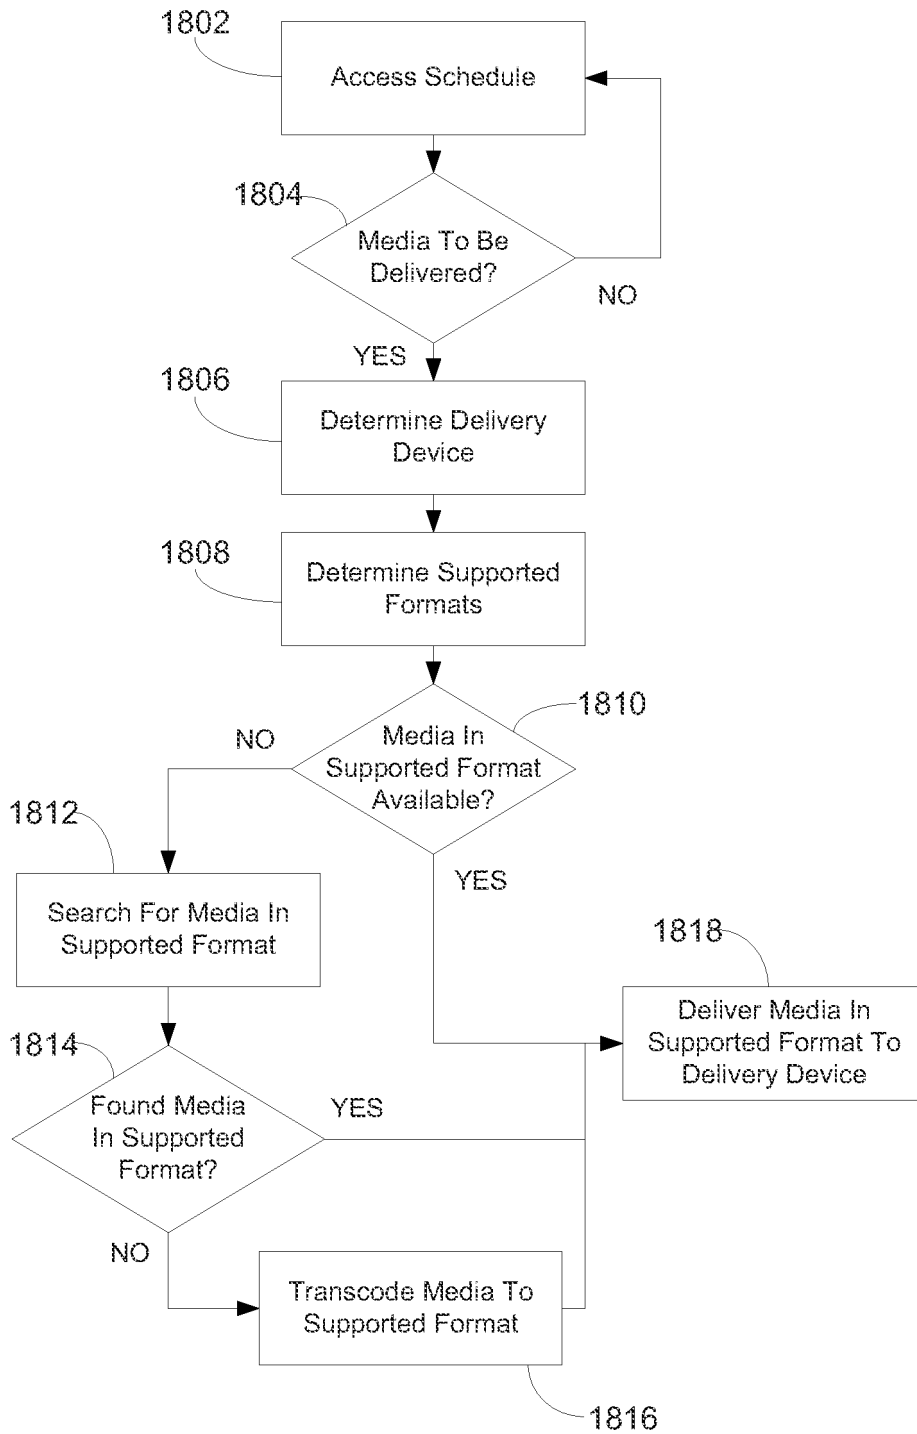 1802
Access Schedule
1804
Media To Be
Delivered?
NO
YES
1806
Determine Delivery
Device
1808
Determine Supported
Formats
1810
NO
Media In
Supported Format
Available?
1812
YES
Search For Media In
Supported Format
1818
Deliver Media In
Supported Format To
Delivery Device
1814
Found Media
In Supported
Format?
YES
NO
Transcode Media To
Supported Format
1816